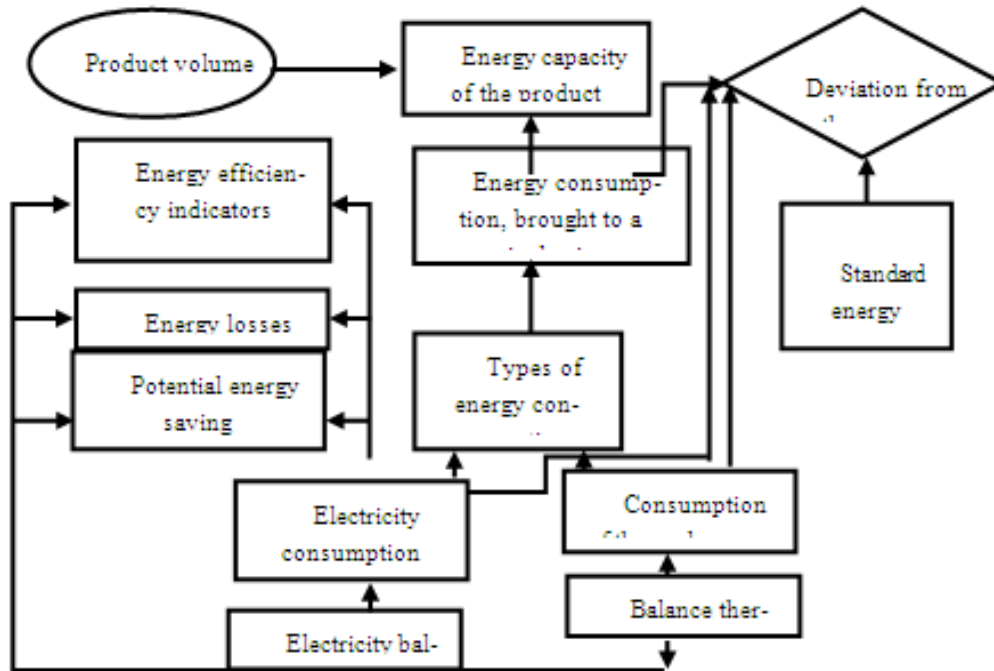 Product volume
Energy capacity
of the product
Deviation from
Energy efficien-
cy indicators
Energy consump-
tion, brought to a
Standard
energy
Energy losses
Potential energy
saving
Types of
energy con-
Electricity
consumption
Consumption
Electricity bal-
Balance ther-